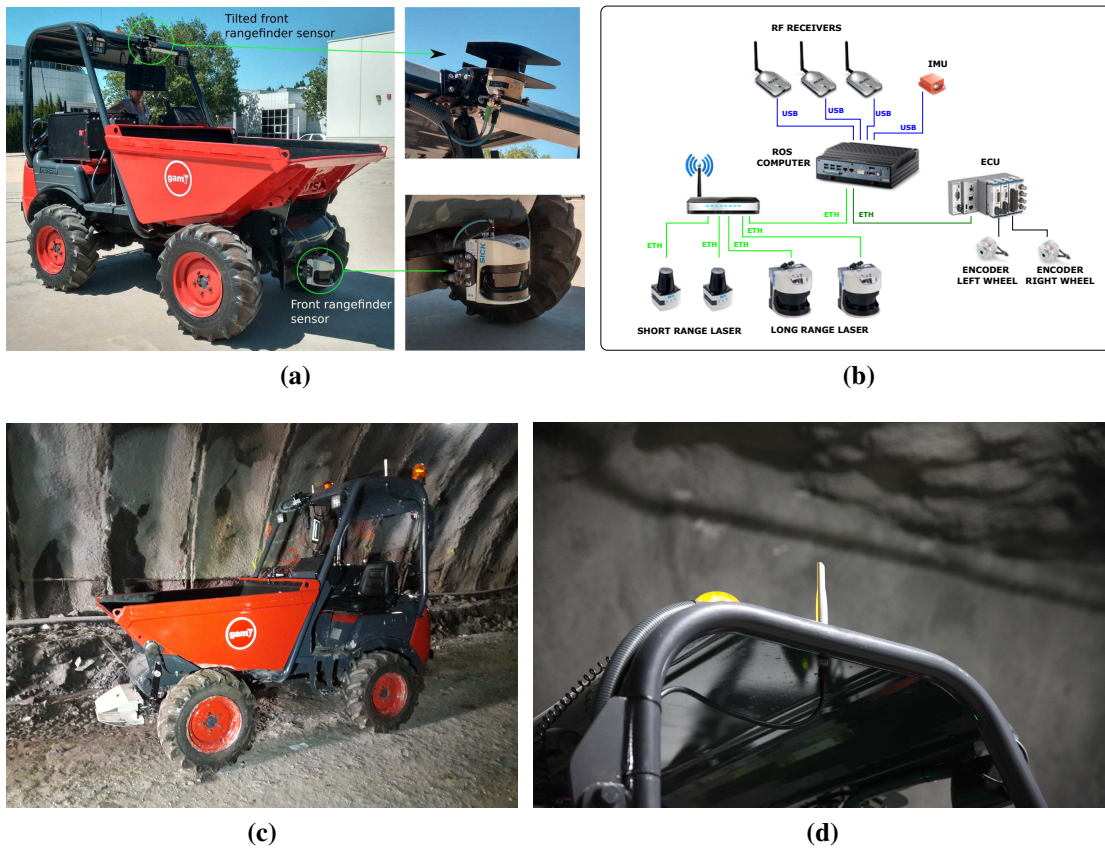 Tilted front
rangefinder sensor
gam
Front rangefinder
sensor
SICK
(a)
RF RECEIVERS
IMU
USB
USB
USB
USB
ROS
COMPUTER
ECU
ETH
ETH
ETH
ETH
ETH
ETH
ENCODER
LEFT WHEEL
ENCODER
RIGHT WHEEL
SHORT RANGE LASER
LONG RANGE LASER
(b)
gam
(c)
(d)